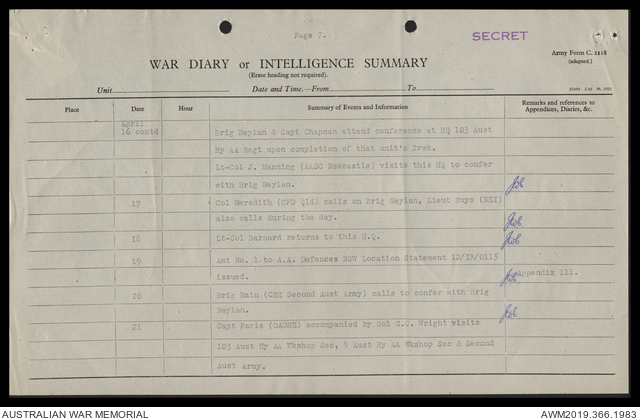 Page 7.
SECRET
Army Form C. 2118
(adapted.)
WAR DIARY or INTELLIGENCE SUMMARY
(Erase heading not required).
Unit Date and Time.—From To
Place Date Hour Summary of Events and Information Remarks and references to
Appendices, Diaries, &c.
April
16 contd Brig Neylan & Capt Chapman attend conference at HQ 103 Aust
Hy AA Regt upon completion of that unit's Trek.
Lt-Col J. Manning (AADC Newcastle) visits this HQ to confer
with Brig Neylan.
17 Col Meredith (CFD Qld) calls on Brig Neylan, Lieut Buys (NEI)
also calls during the day.
18 Lt-Col Barnard returns to this H.Q.
19 Amt No. 1 to A.A. Defences NSW Location Statement 12/IR/0115
issued. Appendix 111.
20 Brig Main (CRE Second Aust Army) calls to confer with Brig
Neylan.
21 Capt Paris (OADME) accompanied by Col C.C. Wright visits
103 Aust Hy AA Wkshop Sec, 9 Aust Hy AA Wkshop Sec & Second
Aust Army.
AUSTRALIAN WAR MEMORIAL AWM2019.366.1983